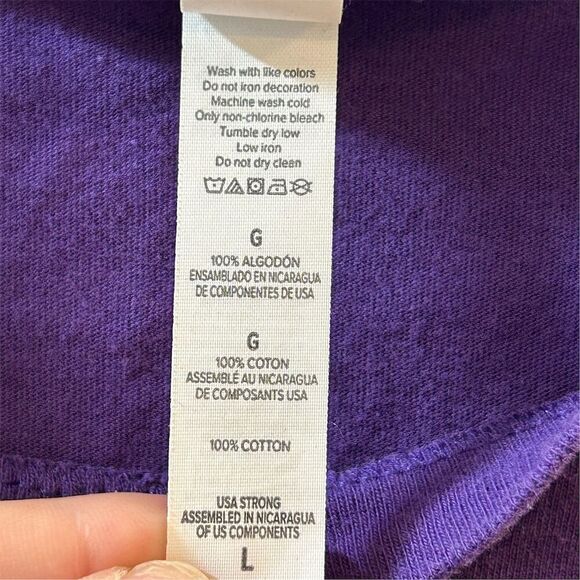 Wash with like colors
Do not iron decoration
Machine wash cold
Only non-chlorine bleach
Tumble dry low
Low iron
Do not dry clean
G
100% ALGODÓN
ENSAMBLADO EN NICARAGUA
DE COMPONENTES DE USA
G
100% COTON
ASSEMBLÉ AU NICARAGUA
DE COMPOSANTS USA
100% COTTON
USA STRONG
ASSEMBLED IN NICARAGUA
OF US COMPONENTS
L